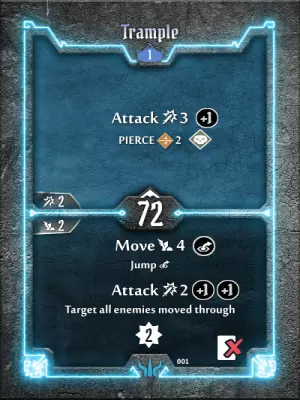 Trample
1
Attack 3 +1
PIERCE 2
2
72
2
Move 4
Jump
Attack 2 +1 +1
Target all enemies moved through
2
001